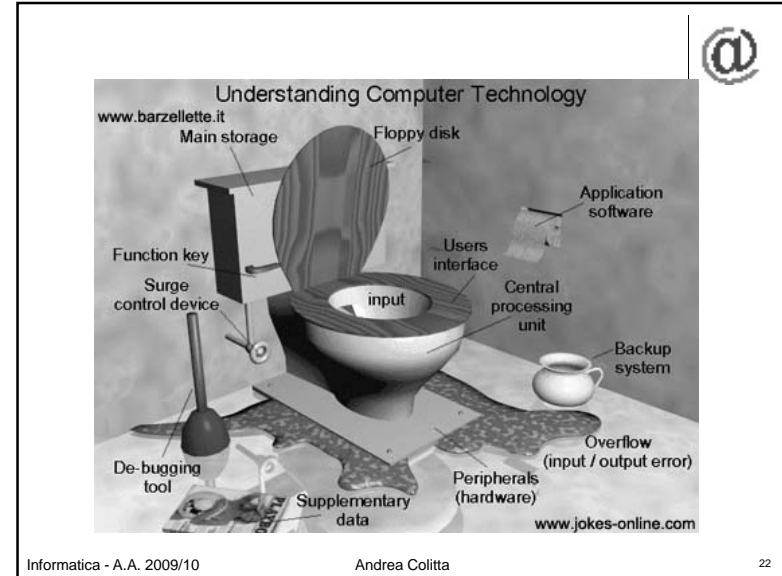 @
Understanding Computer Technology
www.barzellette.it
Main storage
Floppy disk
Application
software
Function key
Users
interface
Surge
control device
input
Central
processing
unit
Backup
system
De-bugging
tool
Overflow
(input / output error)
Peripherals
(hardware)
Supplementary
data
www.jokes-online.com
Informatica - A.A. 2009/10
Andrea Colitta
22